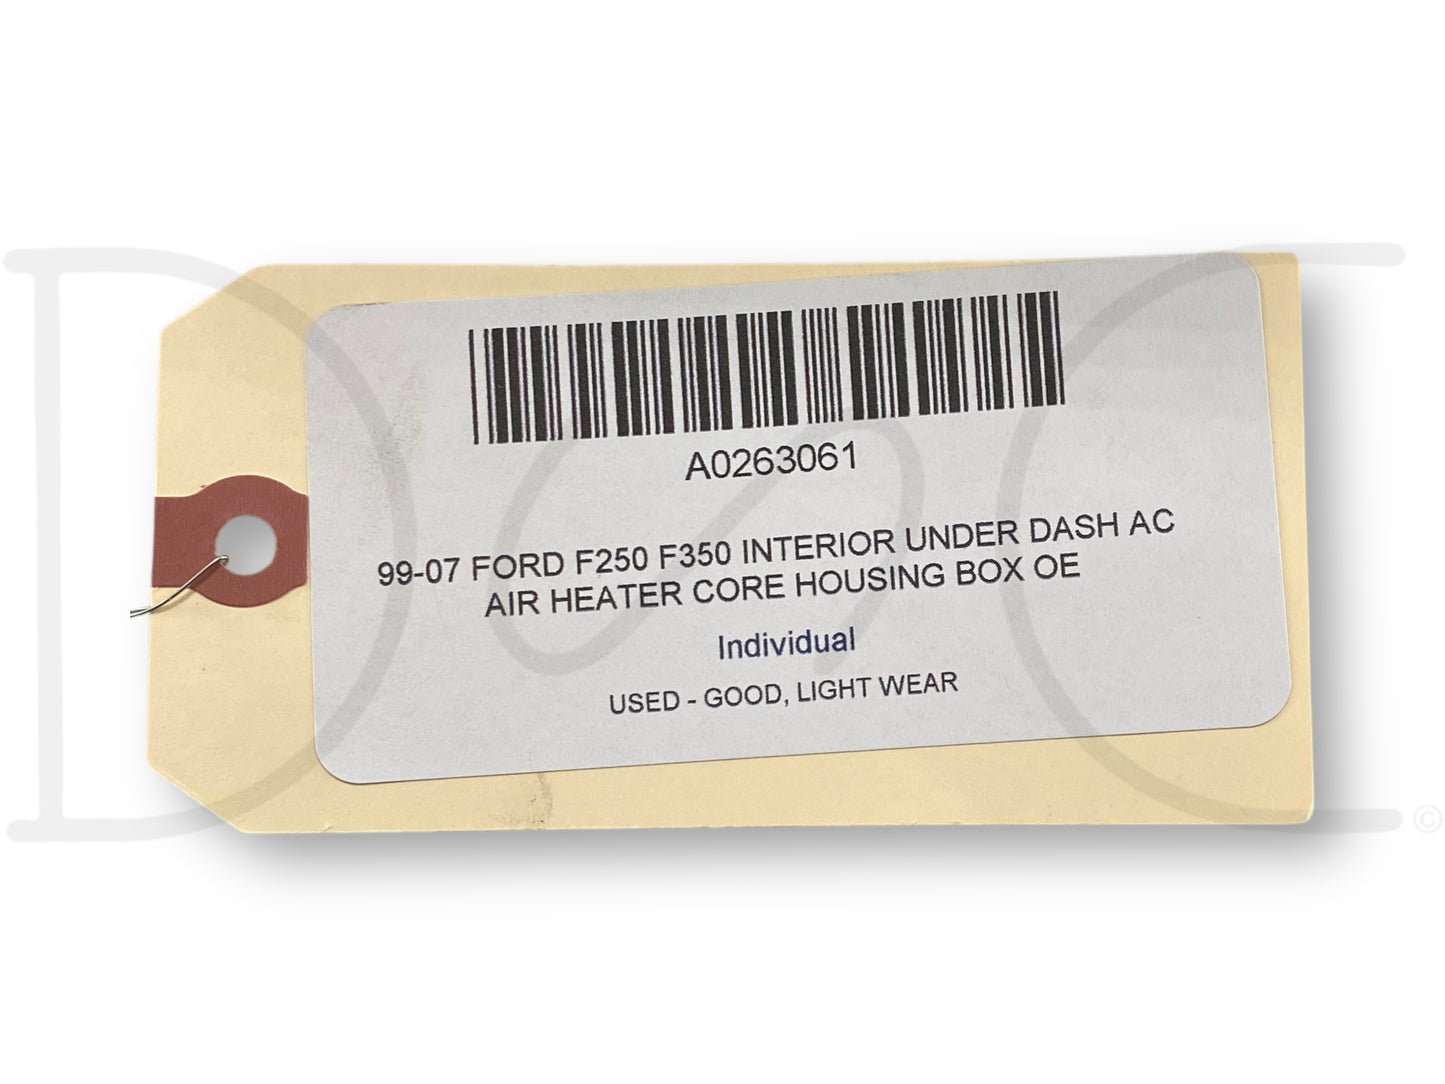 A0263061
99-07 FORD F250 F350 INTERIOR UNDER DASH AC
AIR HEATER CORE HOUSING BOX OE
Individual
USED - GOOD, LIGHT WEAR
D&C
©